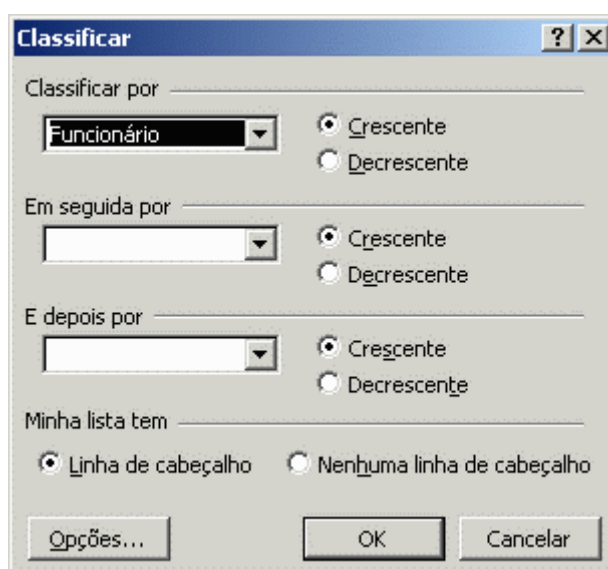 Classificar
Classificar por
Funcionário
Crescente
Decrescente
Em seguida por
Crescente
Decrescente
E depois por
Crescente
Decrescente
Minha lista tem
Linha de cabeçalho
Nenhuma linha de cabeçalho
Opções...
OK
Cancelar